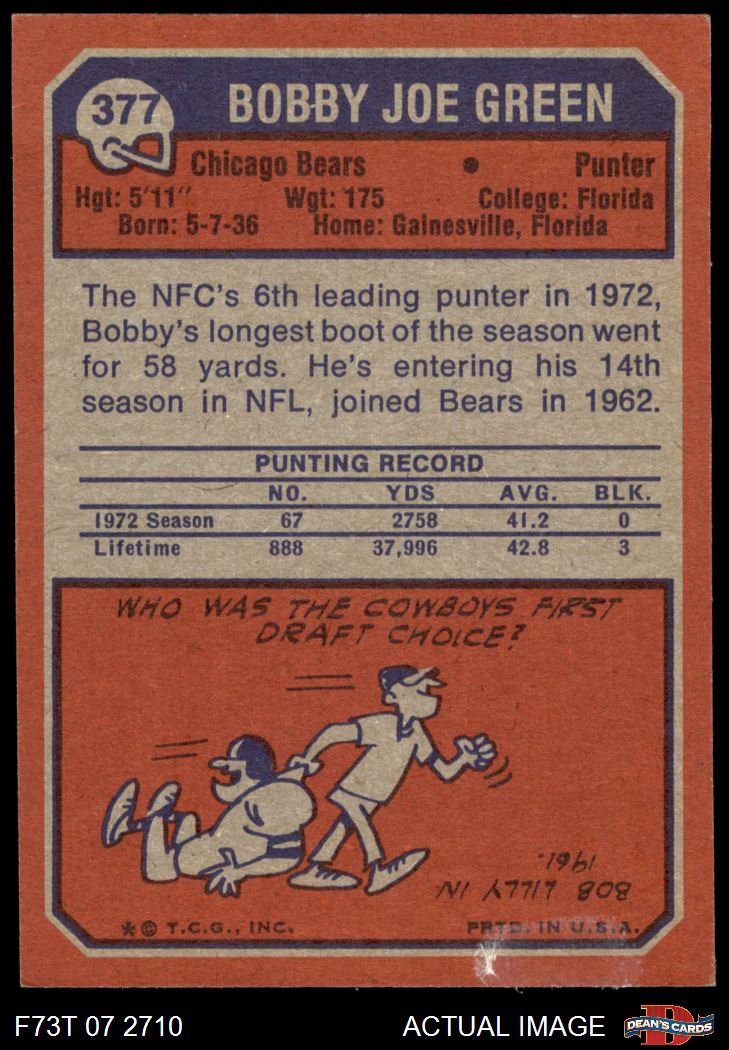 377
BOBBY JOE GREEN
Chicago Bears • Punter
Hgt: 5'11" Wgt: 175 College: Florida
Born: 5-7-36 Home: Gainesville, Florida
The NFC's 6th leading punter in 1972,
Bobby's longest boot of the season went
for 58 yards. He's entering his 14th
season in NFL, joined Bears in 1962.
PUNTING RECORD
NO. YDS AVG. BLK.
1972 Season 67 2758 41.2 0
Lifetime 888 37,996 42.8 3
WHO WAS THE COWBOYS FIRST
DRAFT CHOICE?
BOB LILLY IN
1961.
* © T.C.G., INC. PRTD. IN U.S.A.
F73T 07 2710 ACTUAL IMAGE
D
DEAN'S CARDS